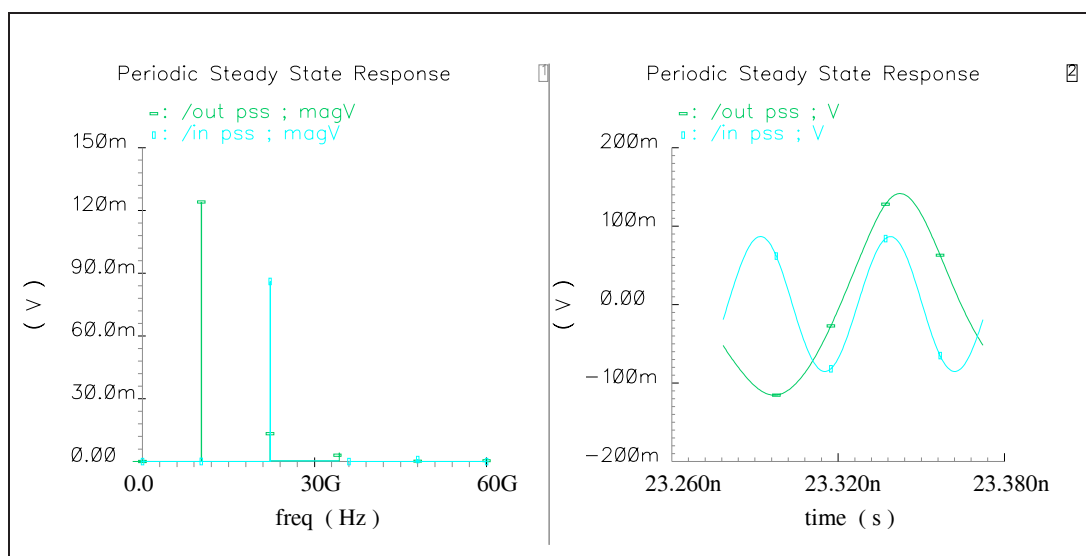 Periodic Steady State Response
1
-: /out pss ; magV
-: /in pss ; magV
150m
120m
90.0m
60.0m
30.0m
0.00
( V )
0.0
30G
60G
freq ( Hz )
Periodic Steady State Response
2
-: /out pss ; V
-: /in pss ; V
200m
100m
0.00
-100m
-200m
( V )
23.260n
23.320n
23.380n
time ( s )